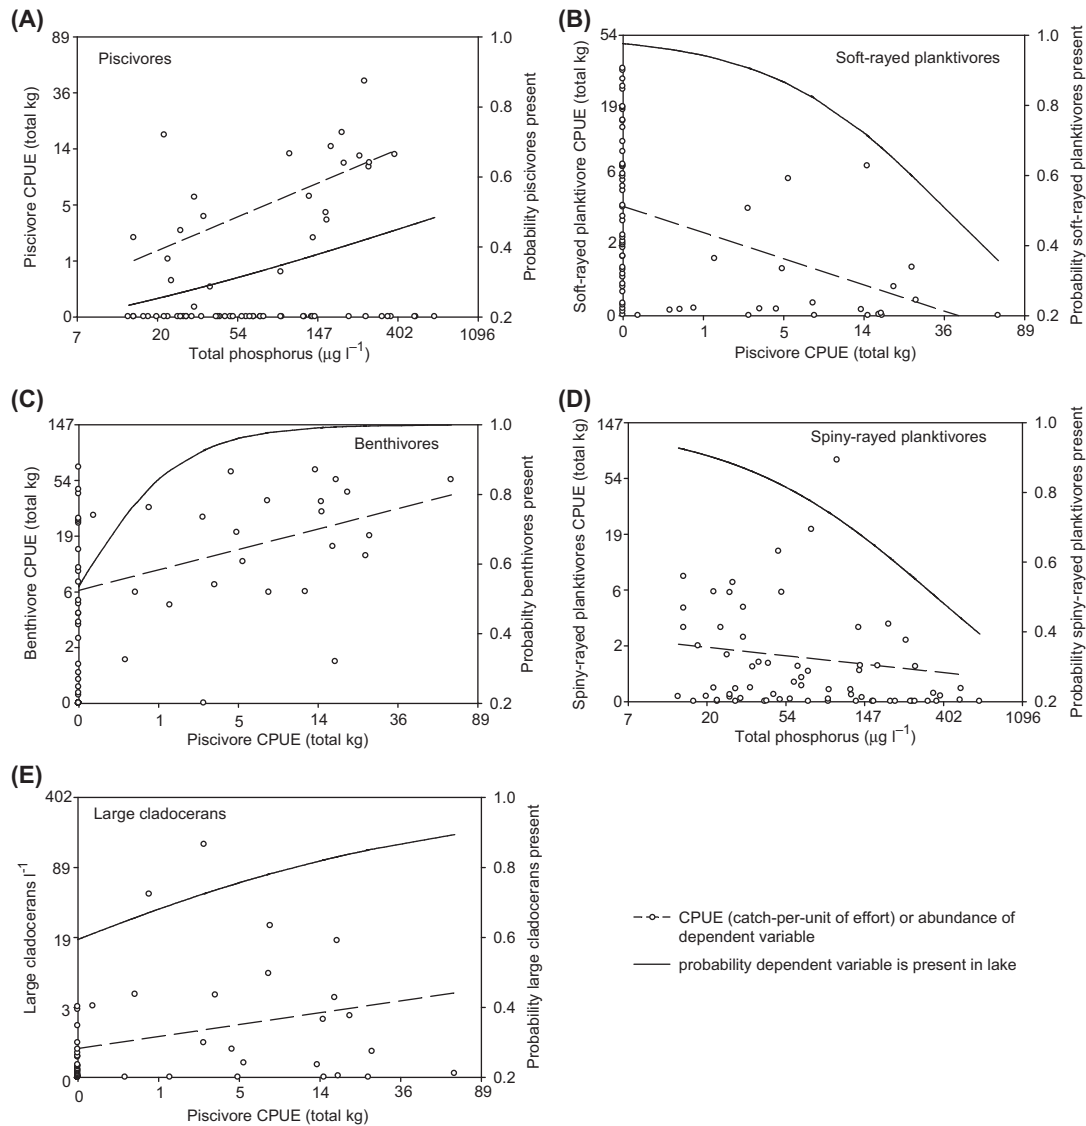 (A)
Piscivores
Piscivore CPUE (total kg)
89
36
14
5
1
0
7
20
54
147
402
1096
Total phosphorus (µg l⁻¹)
1.0
0.8
0.6
0.4
0.2
Probability piscivores present
(B)
Soft-rayed planktivores
Soft-rayed planktivore CPUE (total kg)
54
19
6
2
0
0
1
5
14
36
89
Piscivore CPUE (total kg)
1.0
0.8
0.6
0.4
0.2
Probability soft-rayed planktivores present
(C)
Benthivores
Benthivore CPUE (total kg)
147
54
19
6
2
0
0
1
5
14
36
89
Piscivore CPUE (total kg)
1.0
0.8
0.6
0.4
0.2
Probabilty benthivores present
(D)
Spiny-rayed planktivores
Spiny-rayed planktivores CPUE (total kg)
147
54
19
6
2
0
7
20
54
147
402
1096
Total phosphorus (µg l⁻¹)
1.0
0.8
0.6
0.4
0.2
Probability spiny-rayed planktivores present
(E)
Large cladocerans
Large cladocerans l⁻¹
402
89
19
3
0
0
1
5
14
36
89
Piscivore CPUE (total kg)
1.0
0.8
0.6
0.4
0.2
Probability large cladocerans present
CPUE (catch-per-unit of effort) or abundance of
dependent variable
probability dependent variable is present in lake